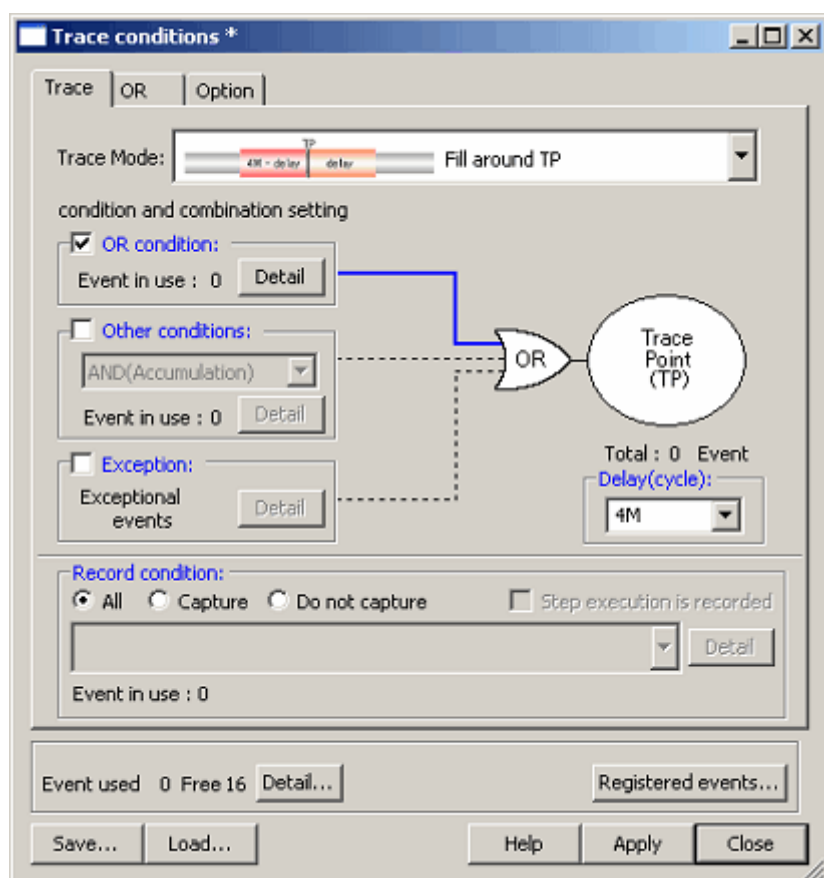 Trace conditions *
Trace OR Option
Trace Mode: TP 4M - delay delay Fill around TP
condition and combination setting
OR condition:
Event in use : 0 Detail
Other conditions:
AND(Accumulation)
Event in use : 0 Detail
Exception:
Exceptional
events Detail
OR
Trace
Point
(TP)
Total : 0 Event
Delay(cycle):
4M
Record condition:
All Capture Do not capture Step execution is recorded
Detail
Event in use : 0
Event used 0 Free 16 Detail... Registered events...
Save... Load... Help Apply Close